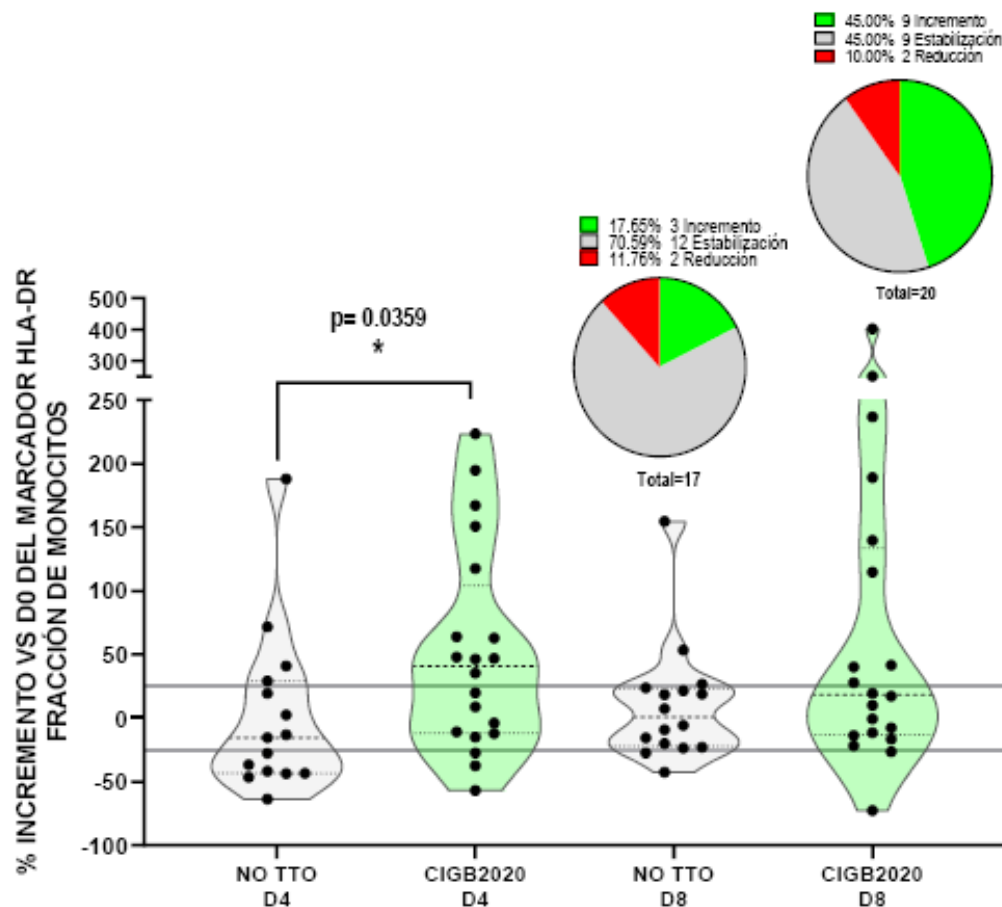 45.00% 9 Incremento
45.00% 9 Estabilización
10.00% 2 Reducción
Total=20
17.65% 3 Incremento
70.59% 12 Estabilización
11.76% 2 Reducción
Total=17
% INCREMENTO VS D0 DEL MARCADOR HLA-DR
FRACCIÓN DE MONOCITOS
500
400
300
250
200
150
100
50
0
-50
-100
p= 0.0359
*
NO TTO
D4
CIGB2020
D4
NO TTO
D8
CIGB2020
D8